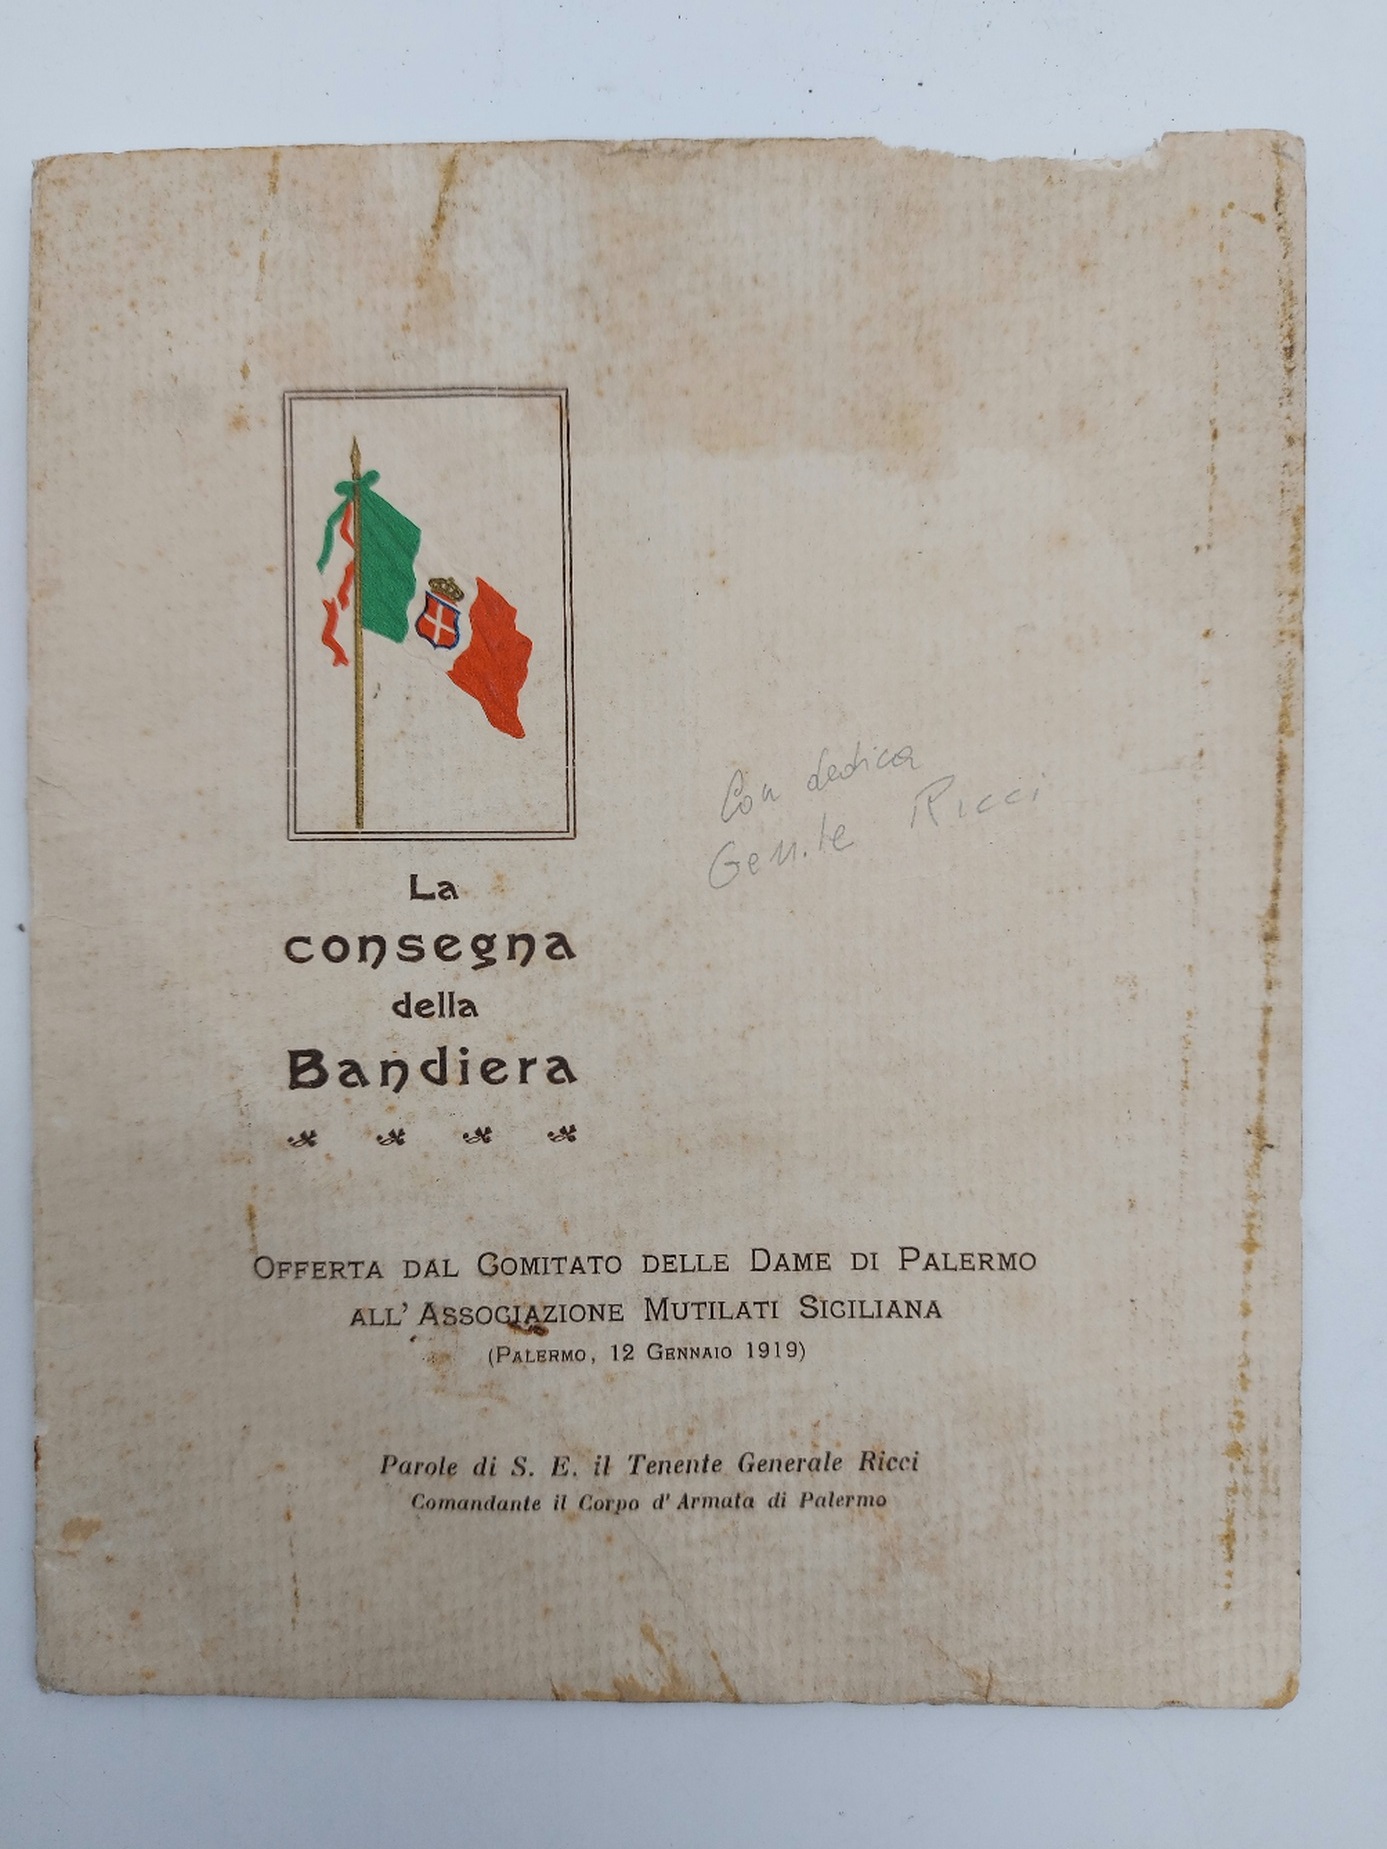 La
consegna
della
Bandiera
Con dedica
Gen.le Ricci
OFFERTA DAL COMITATO DELLE DAME DI PALERMO
ALL' ASSOCIAZIONE MUTILATI SICILIANA
(PALERMO, 12 GENNAIO 1919)
Parole di S. E. il Tenente Generale Ricci
Comandante il Corpo d' Armata di Palermo